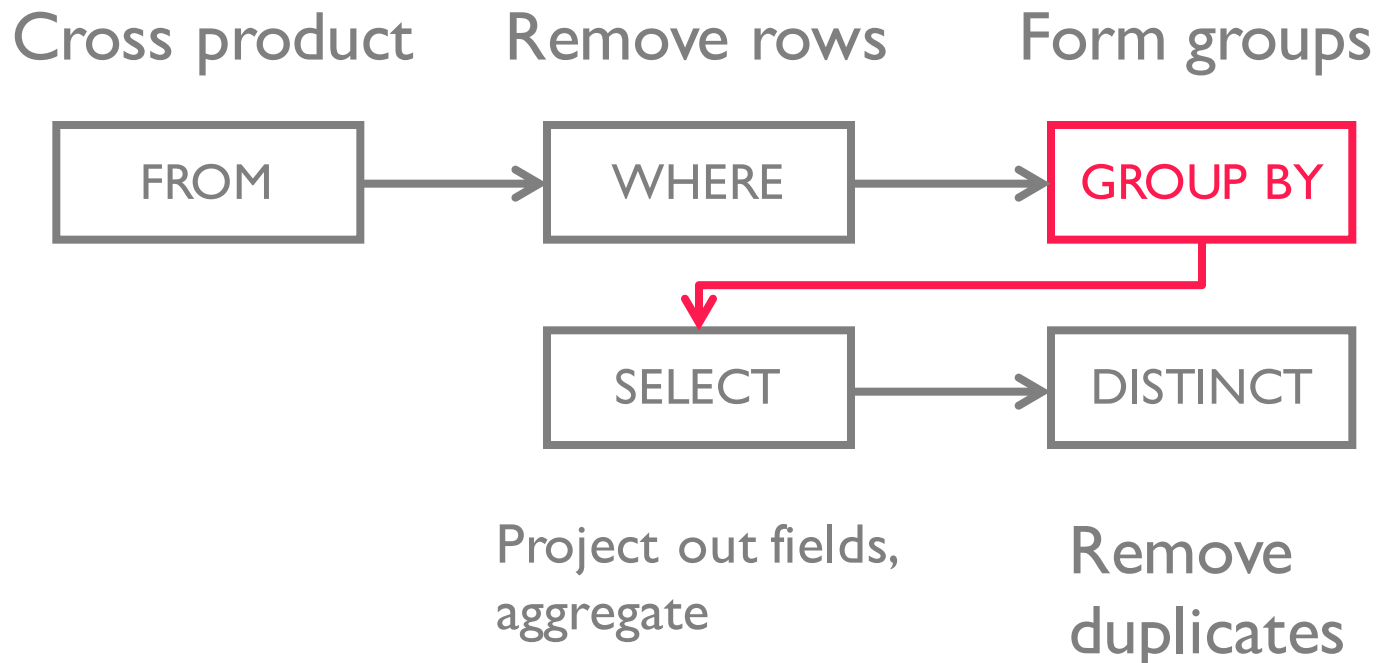 Cross product
Remove rows
Form groups
FROM
WHERE
GROUP BY
SELECT
DISTINCT
Project out fields,
aggregate
Remove
duplicates